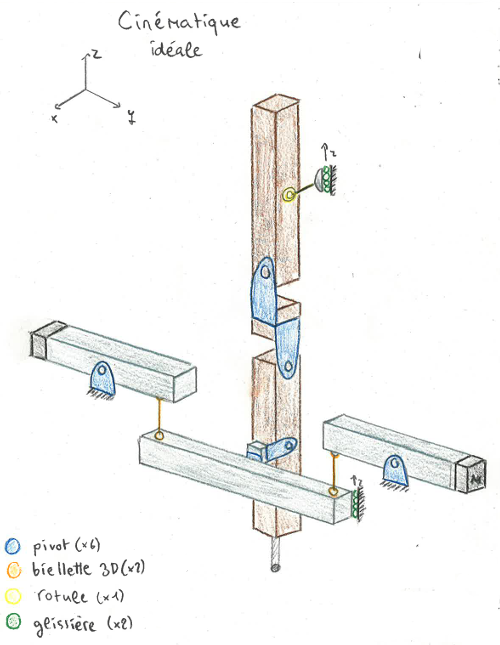 Cinématique
idéale
z
x
y
z
pivot (x6)
z
biellette 3D (x2)
rotule (x1)
glissière (x2)